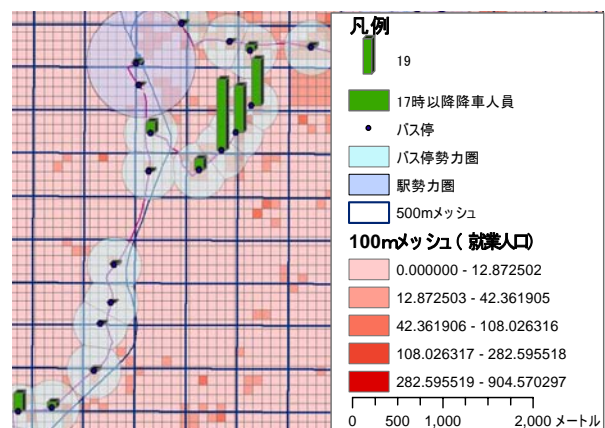 凡例
19
17時以降降車人員
バス停
バス停勢力圏
駅勢力圏
500mメッシュ
100mメッシュ( 就業人口)
0.000000 - 12.872502
12.872503 - 42.361905
42.361906 - 108.026316
108.026317 - 282.595518
282.595519 - 904.570297
0 500 1,000 2,000 メートル